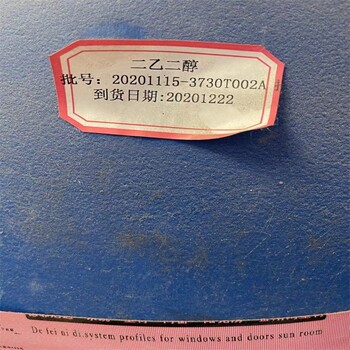 二乙二醇
批号：20201115-3730T002A
到货日期:20201222
De fei ni di.system profiles for windows and doors sun room